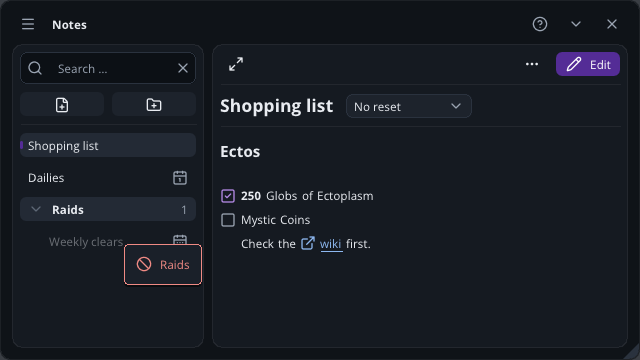 Notes
Search ...
Edit
Shopping list
No reset
Shopping list
Dailies
Raids 1
Weekly clears
Raids
Ectos
250 Globs of Ectoplasm
Mystic Coins
Check the wiki first.